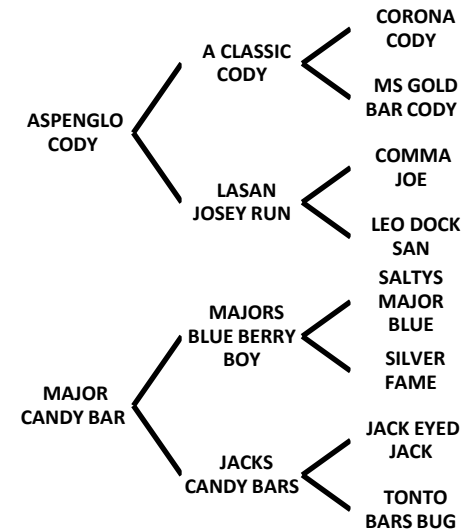 CORONA
CODY
A CLASSIC
CODY
MS GOLD
BAR CODY
ASPENGLO
CODY
COMMA
JOE
LASAN
JOSEY RUN
LEO DOCK
SAN
SALTYS
MAJOR
BLUE
MAJORS
BLUE BERRY
BOY
SILVER
FAME
MAJOR
CANDY BAR
JACK EYED
JACK
JACKS
CANDY BARS
TONTO
BARS BUG